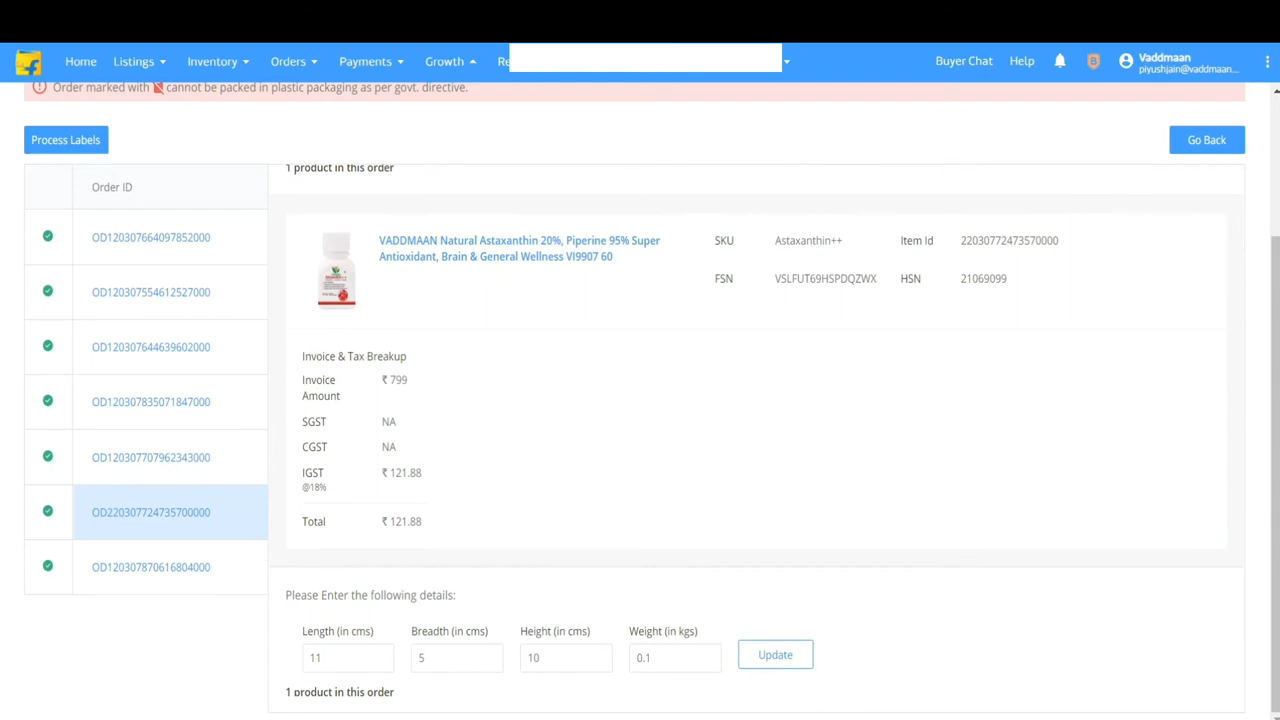 Home Listings Inventory Orders Payments Growth Buyer Chat Help Vaddmaan
piyushjain@vaddmaan...
Order marked with cannot be packed in plastic packaging as per govt. directive.
Process Labels Go Back
1 product in this order
Order ID
OD120307664097852000
OD120307554612527000
OD120307644639602000
OD120307835071847000
OD120307707962343000
OD220307724735700000
OD120307870616804000
VADDMAAN Natural Astaxanthin 20%, Piperine 95% Super
Antioxidant, Brain & General Wellness VI9907 60
SKU Astaxanthin++ Item Id 22030772473570000
FSN VSLFUT69HSPDQZWX HSN 21069099
Invoice & Tax Breakup
Invoice Amount ₹ 799
SGST NA
CGST NA
IGST ₹ 121.88
@18%
Total ₹ 121.88
Please Enter the following details:
Length (in cms) Breadth (in cms) Height (in cms) Weight (in kgs)
11 5 10 0.1 Update
1 product in this order